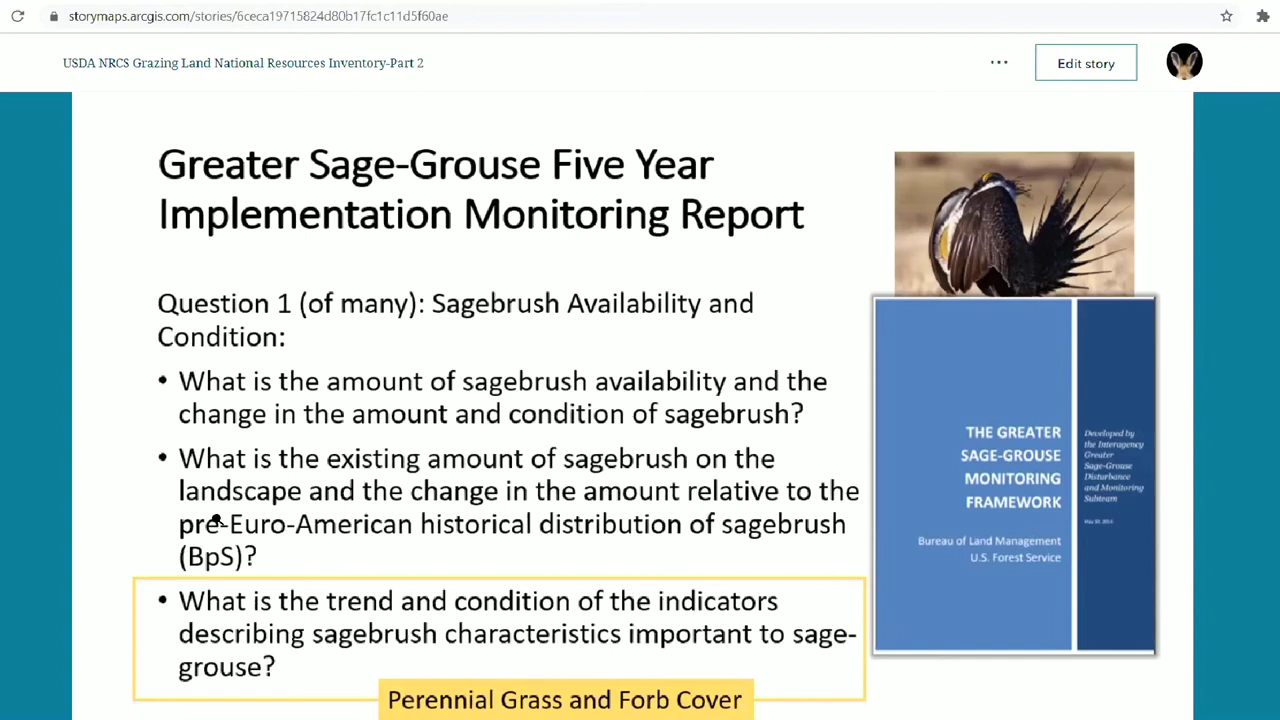 storymaps.arcgis.com/stories/6ceca19715824d80b17fc1c11d5f60ae
USDA NRCS Grazing Land National Resources Inventory-Part 2
Edit story
Greater Sage-Grouse Five Year
Implementation Monitoring Report
Question 1 (of many): Sagebrush Availability and
Condition:
• What is the amount of sagebrush availability and the
change in the amount and condition of sagebrush?
• What is the existing amount of sagebrush on the
landscape and the change in the amount relative to the
pre-Euro-American historical distribution of sagebrush
(BpS)?
• What is the trend and condition of the indicators
describing sagebrush characteristics important to sage-
grouse?
Perennial Grass and Forb Cover
THE GREATER
SAGE-GROUSE
MONITORING
FRAMEWORK
Bureau of Land Management
U.S. Forest Service
Developed by
the Interagency
Greater
Sage-Grouse
Disturbance
and Monitoring
Subteam